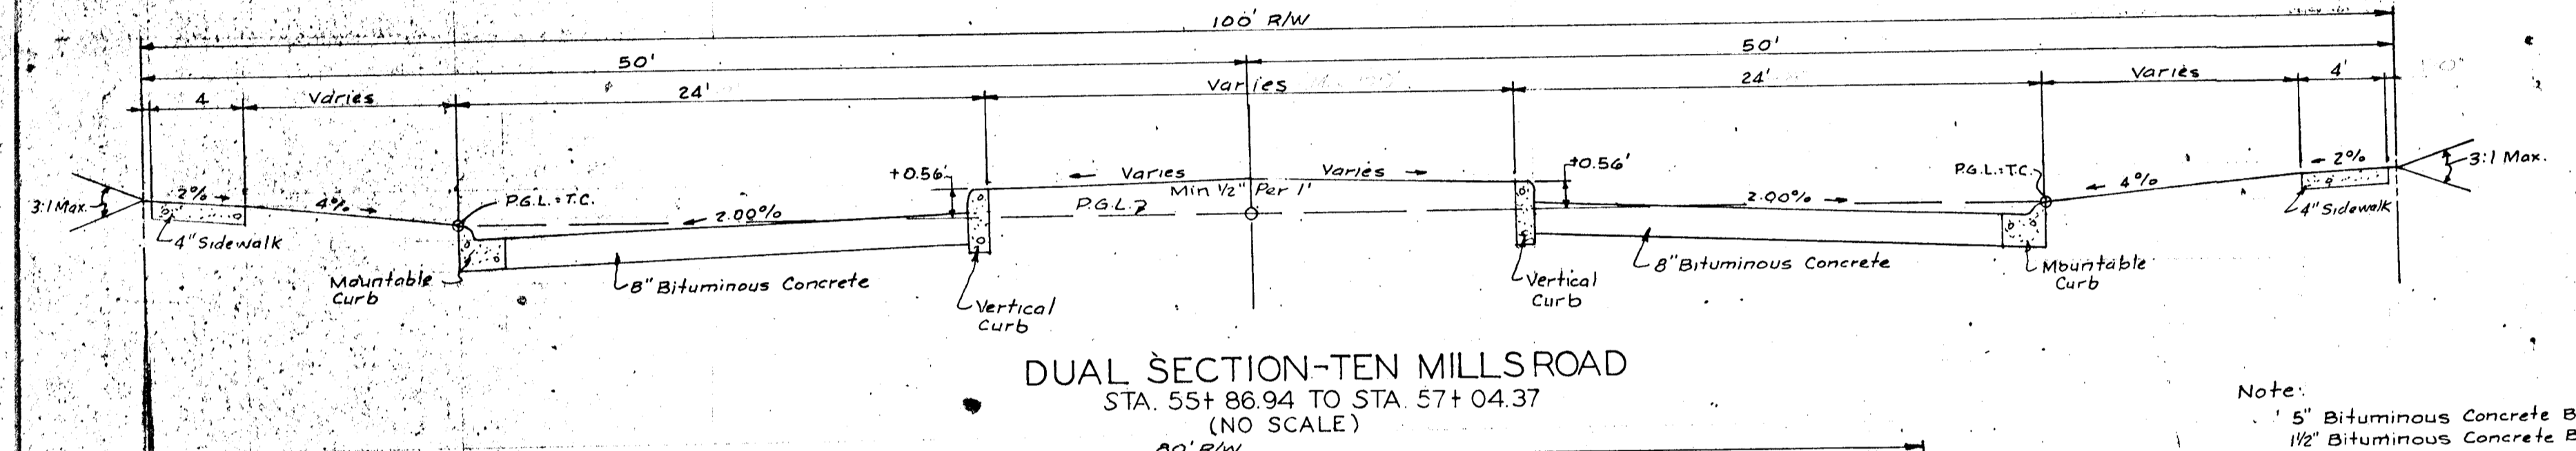 100' R/W
50'
50'
4
Varies
24'
Varies
24'
Varies
4'
3:1 Max.
2%
4%
P.G.L.:T.C.
2.00%
+0.56'
Varies
Varies
Min 1/2" Per 1'
P.G.L.
+0.56'
2.00%
P.G.L.:T.C.
4%
2%
3:1 Max.
4" Sidewalk
Mountable
Curb
8" Bituminous Concrete
Vertical
Curb
Vertical
Curb
8" Bituminous Concrete
Mountable
Curb
4" Sidewalk
DUAL SECTION-TEN MILLS ROAD
STA. 55+86.94 TO STA. 57+04.37
(NO SCALE)
80' R/W
Note:
5" Bituminous Concrete B
1 1/2" Bituminous Concrete B